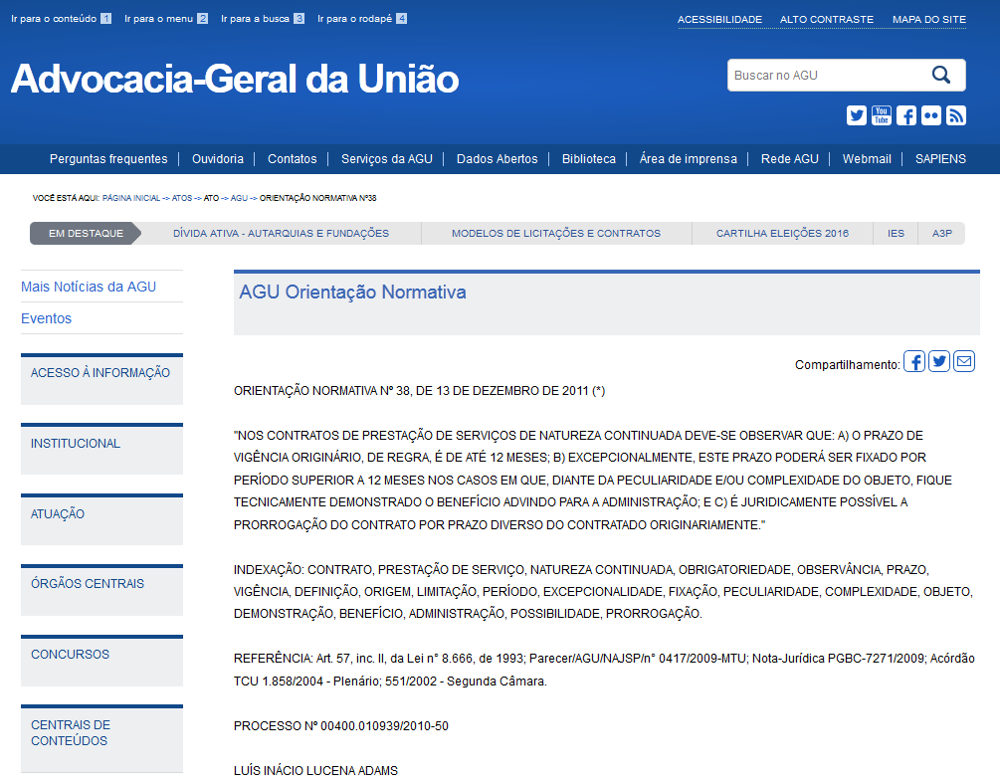 Ir para o conteúdo 1 Ir para o menu 2 Ir para a busca 3 Ir para o rodapé 4
ACESSIBILIDADE ALTO CONTRASTE MAPA DO SITE
Advocacia-Geral da União
Buscar no AGU
You Tube
Perguntas frequentes Ouvidoria Contatos Serviços da AGU Dados Abertos Biblioteca Área de imprensa Rede AGU Webmail SAPIENS
VOCÊ ESTÁ AQUI: PÁGINA INICIAL -> ATOS -> ATO -> AGU -> ORIENTAÇÃO NORMATIVA Nº38
EM DESTAQUE DÍVIDA ATIVA - AUTARQUIAS E FUNDAÇÕES MODELOS DE LICITAÇÕES E CONTRATOS CARTILHA ELEIÇÕES 2016 IES A3P
Mais Notícias da AGU
Eventos
ACESSO À INFORMAÇÃO
INSTITUCIONAL
ATUAÇÃO
ÓRGÃOS CENTRAIS
CONCURSOS
CENTRAIS DE
CONTEÚDOS
AGU Orientação Normativa
Compartilhamento:
ORIENTAÇÃO NORMATIVA Nº 38, DE 13 DE DEZEMBRO DE 2011 (*)
"NOS CONTRATOS DE PRESTAÇÃO DE SERVIÇOS DE NATUREZA CONTINUADA DEVE-SE OBSERVAR QUE: A) O PRAZO DE
VIGÊNCIA ORIGINÁRIO, DE REGRA, É DE ATÉ 12 MESES; B) EXCEPCIONALMENTE, ESTE PRAZO PODERÁ SER FIXADO POR
PERÍODO SUPERIOR A 12 MESES NOS CASOS EM QUE, DIANTE DA PECULIARIDADE E/OU COMPLEXIDADE DO OBJETO, FIQUE
TECNICAMENTE DEMONSTRADO O BENEFÍCIO ADVINDO PARA A ADMINISTRAÇÃO; E C) É JURIDICAMENTE POSSÍVEL A
PRORROGAÇÃO DO CONTRATO POR PRAZO DIVERSO DO CONTRATADO ORIGINARIAMENTE."
INDEXAÇÃO: CONTRATO, PRESTAÇÃO DE SERVIÇO, NATUREZA CONTINUADA, OBRIGATORIEDADE, OBSERVÂNCIA, PRAZO,
VIGÊNCIA, DEFINIÇÃO, ORIGEM, LIMITAÇÃO, PERÍODO, EXCEPCIONALIDADE, FIXAÇÃO, PECULIARIDADE, COMPLEXIDADE, OBJETO,
DEMONSTRAÇÃO, BENEFÍCIO, ADMINISTRAÇÃO, POSSIBILIDADE, PRORROGAÇÃO.
REFERÊNCIA: Art. 57, inc. II, da Lei n° 8.666, de 1993; Parecer/AGU/NAJSP/n° 0417/2009-MTU; Nota-Jurídica PGBC-7271/2009; Acórdão
TCU 1.858/2004 - Plenário; 551/2002 - Segunda Câmara.
PROCESSO Nº 00400.010939/2010-50
LUÍS INÁCIO LUCENA ADAMS